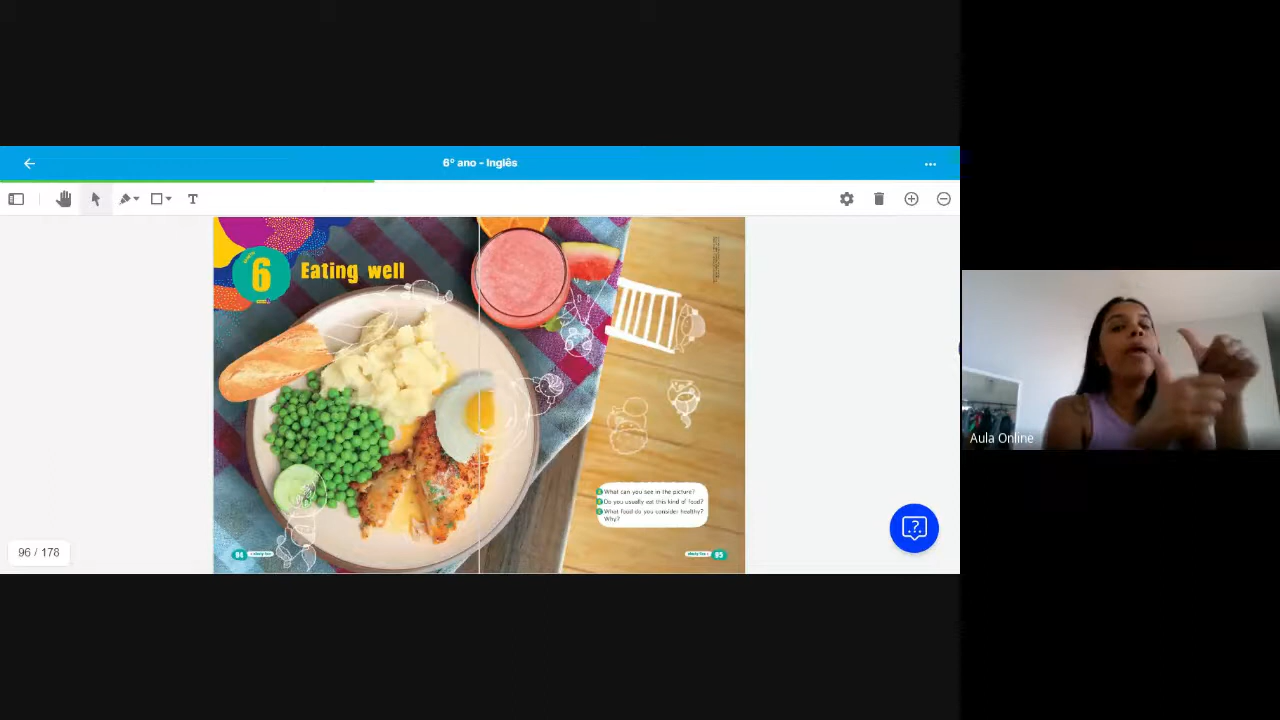 6º ano - Inglês
T
6
Eating well
What can you see in the picture?
Do you usually eat this kind of food?
What food do you consider healthy?
Why?
94
95
96 / 178
Aula Online